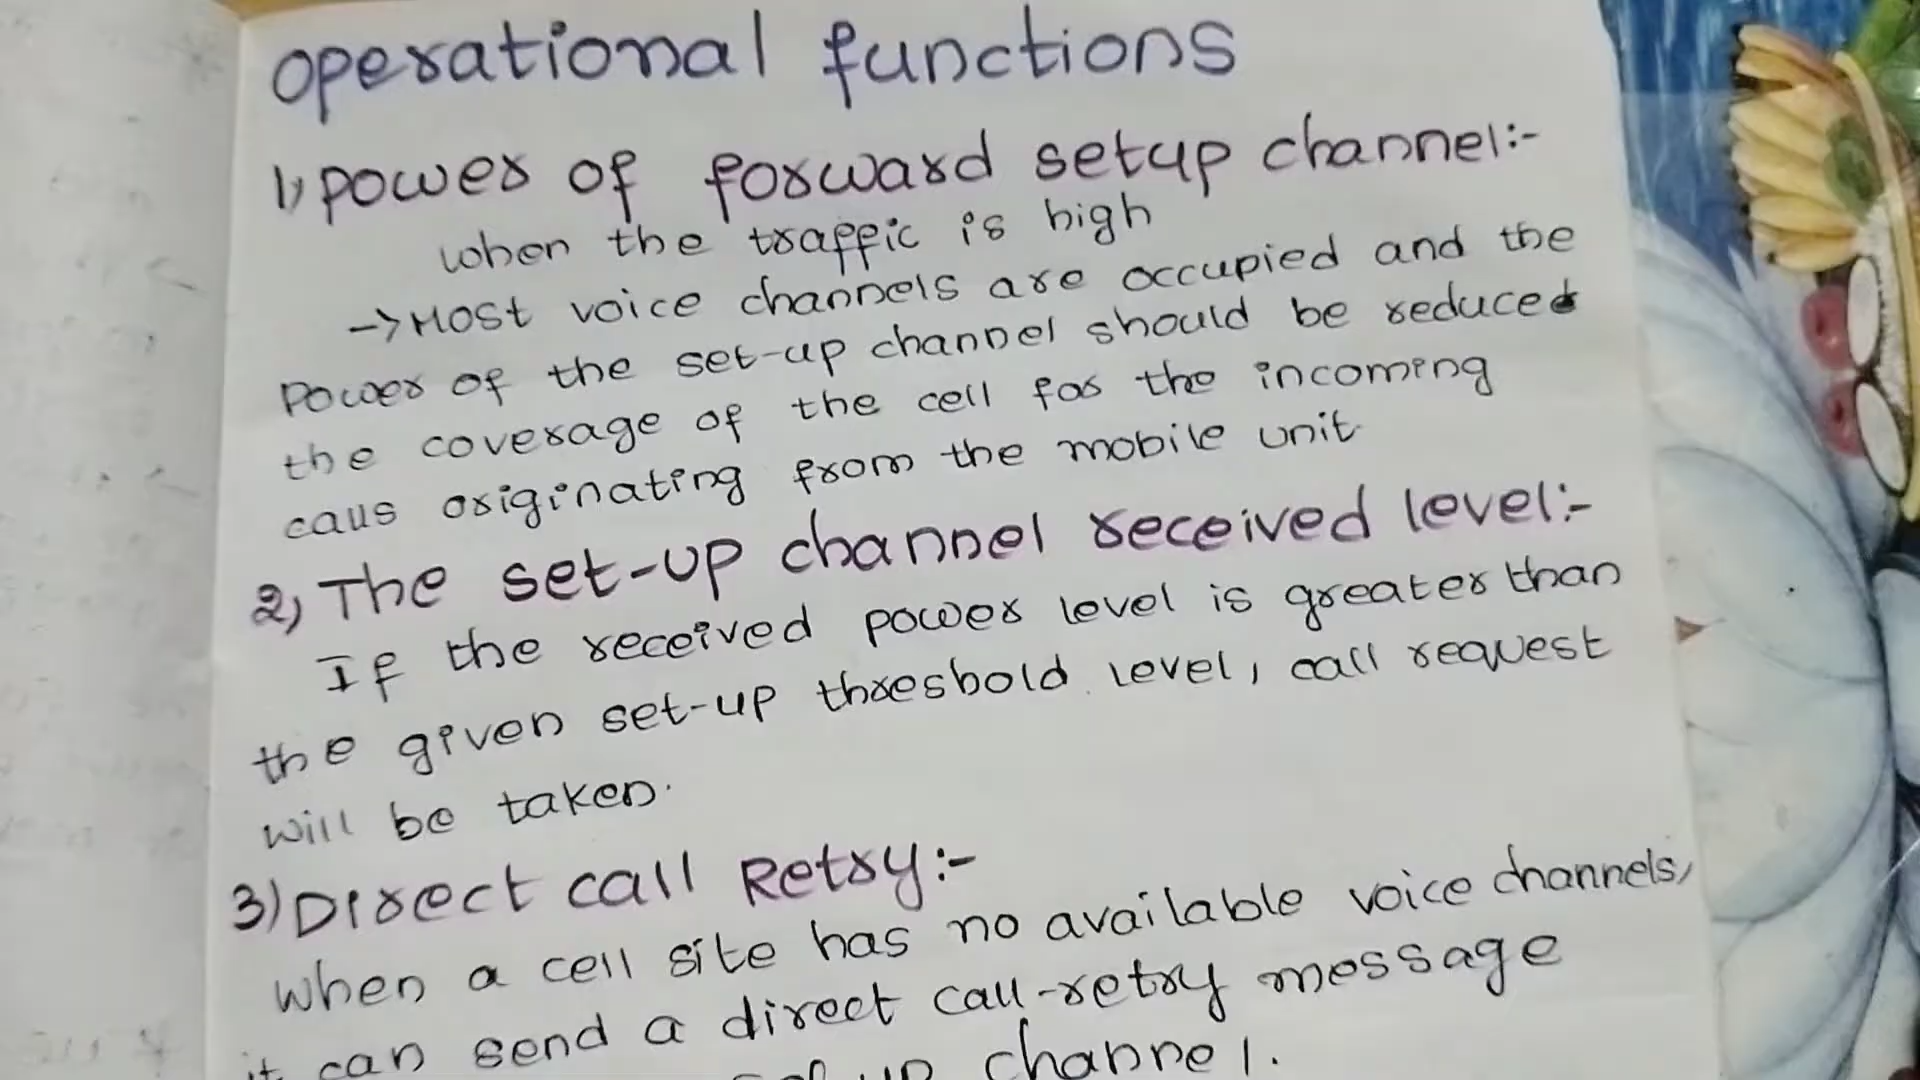 operational functions
1) power of forward setup channel:-
when the traffic is high
→ Most voice channels are occupied and the
power of the set-up channel should be reduced
the coverage of the cell for the incoming
calls originating from the mobile unit
2) The set-up channel received level:-
If the received power level is greater than
the given set-up threshold level, call request
will be taken.
3) Direct call Retry:-
when a cell site has no available voice channels,
it can send a direct call-retry message
up channel.